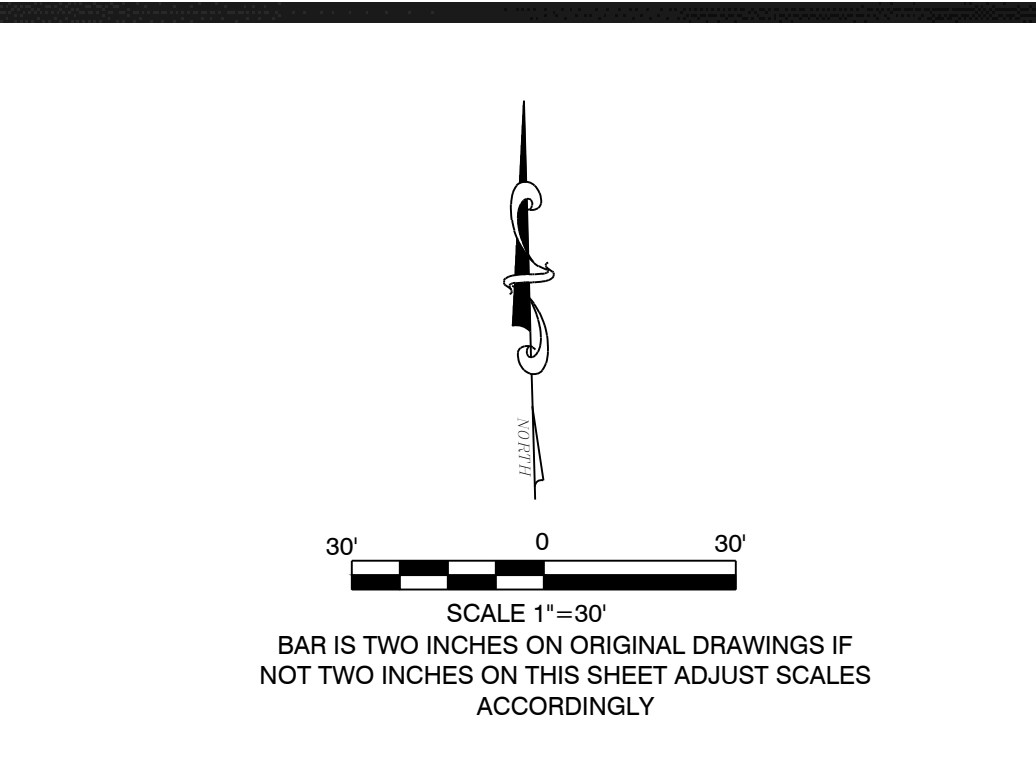 NORTH
30' 0 30'
SCALE 1"=30'
BAR IS TWO INCHES ON ORIGINAL DRAWINGS IF
NOT TWO INCHES ON THIS SHEET ADJUST SCALES
ACCORDINGLY